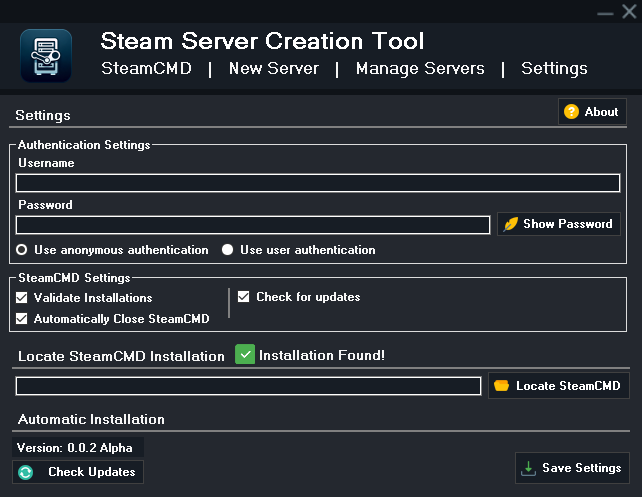 Steam Server Creation Tool
SteamCMD | New Server | Manage Servers | Settings
Settings
About
Authentication Settings
Username
Password
Show Password
Use anonymous authentication
Use user authentication
SteamCMD Settings
Validate Installations
Check for updates
Automatically Close SteamCMD
Locate SteamCMD Installation
Installation Found!
Locate SteamCMD
Automatic Installation
Version: 0.0.2 Alpha
Check Updates
Save Settings